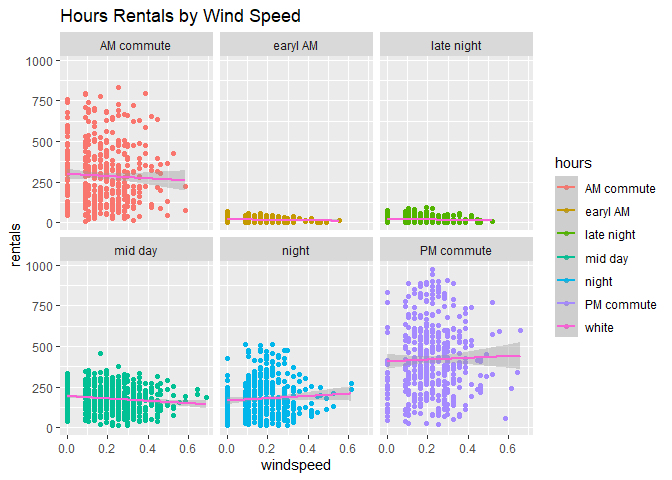 Hours Rentals by Wind Speed
AM commute
earyl AM
late night
1000
750
500
250
0
mid day
night
PM commute
1000
750
500
250
0
0.0 0.2 0.4 0.6
0.0 0.2 0.4 0.6
0.0 0.2 0.4 0.6
windspeed
rentals
hours
AM commute
earyl AM
late night
mid day
night
PM commute
white